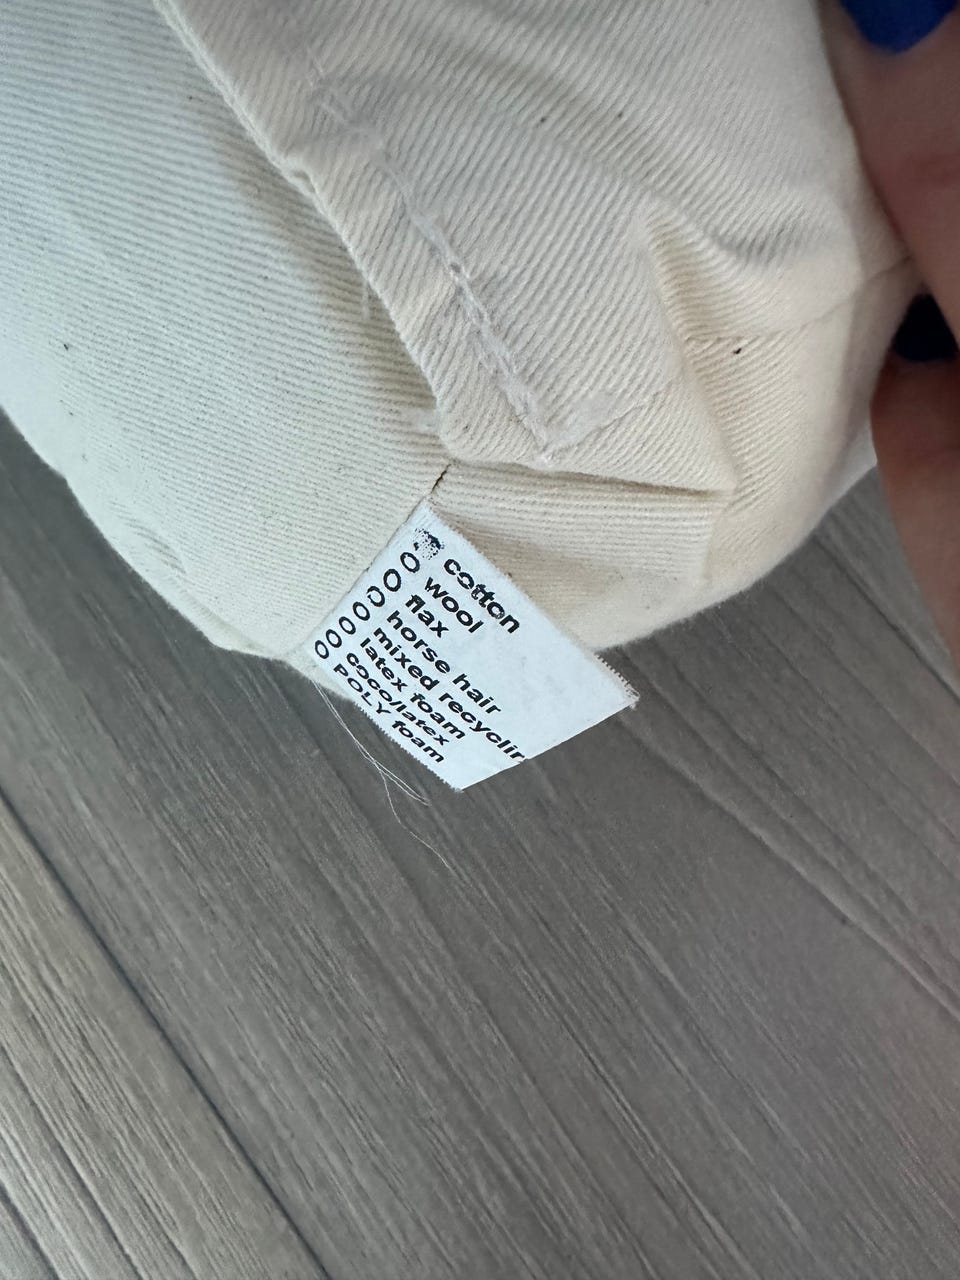 cotton
O wool
O flax
O horse hair
O mixed recyclin
O latex foam
O coco/latex
O POLY foam